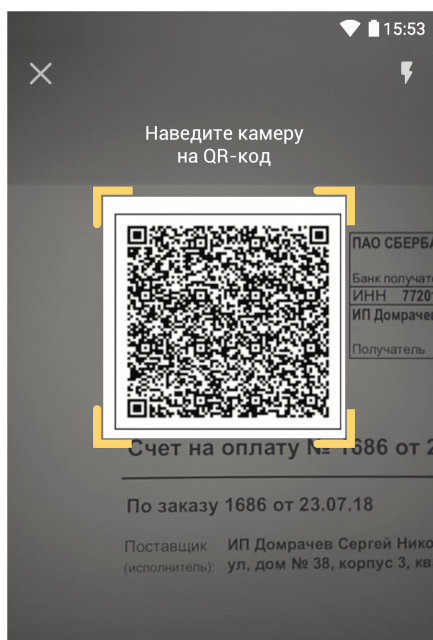 15:53
Наведите камеру
на QR-код
ПАО СБЕРБА
Банк получате
ИНН 7720
ИП Домрачев
Получатель
Счет на оплату № 1686 от 2
По заказу 1686 от 23.07.18
Поставщик ИП Домрачев Сергей Нико
(исполнитель): ул, дом № 38, корпус 3, кв